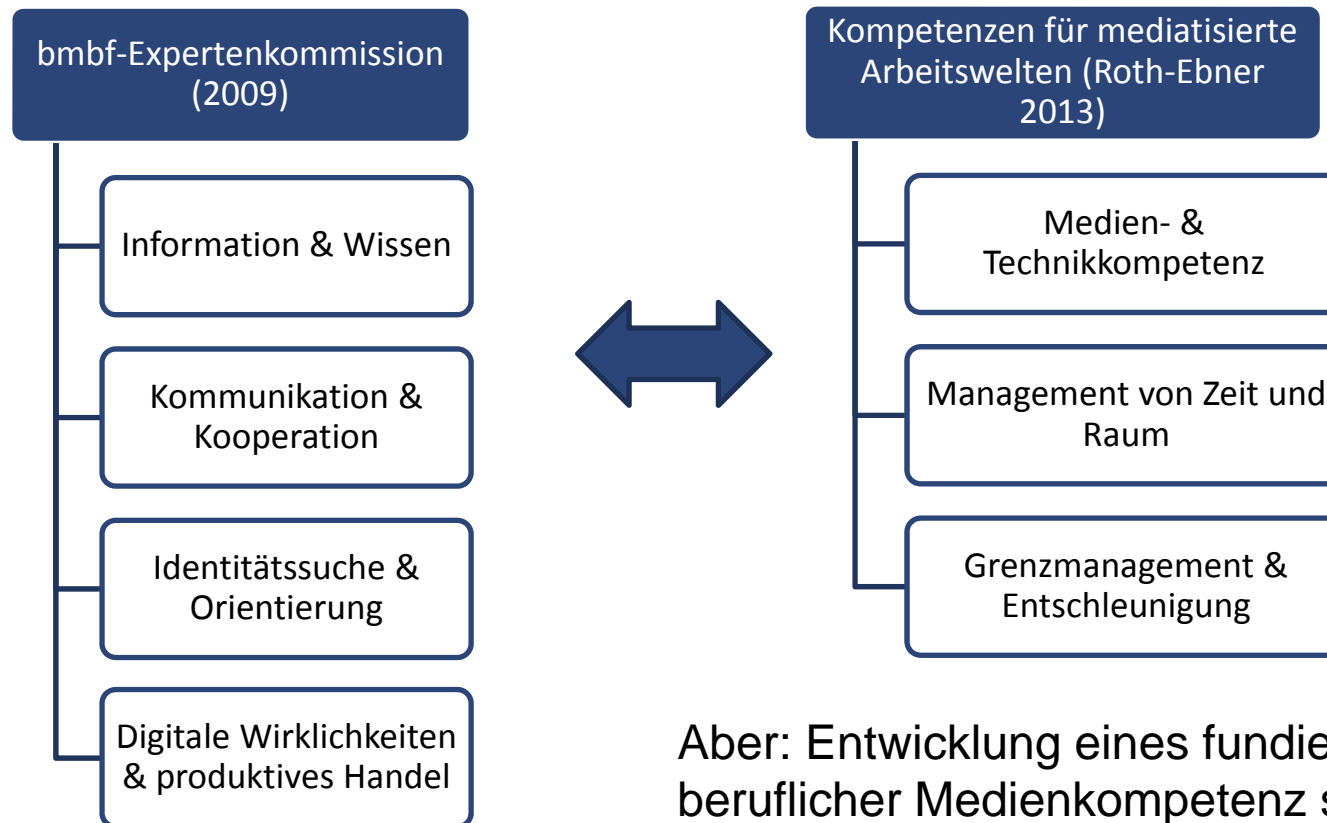 bmbf-Expertenkommission
(2009)
Information & Wissen
Kommunikation &
Kooperation
Identitätssuche &
Orientierung
Digitale Wirklichkeiten
& produktives Handel
Kompetenzen für mediatisierte
Arbeitswelten (Roth-Ebner
2013)
Medien- &
Technikkompetenz
Management von Zeit und
Raum
Grenzmanagement &
Entschleunigung
Aber: Entwicklung eines
beruflicher Medienkompetenz